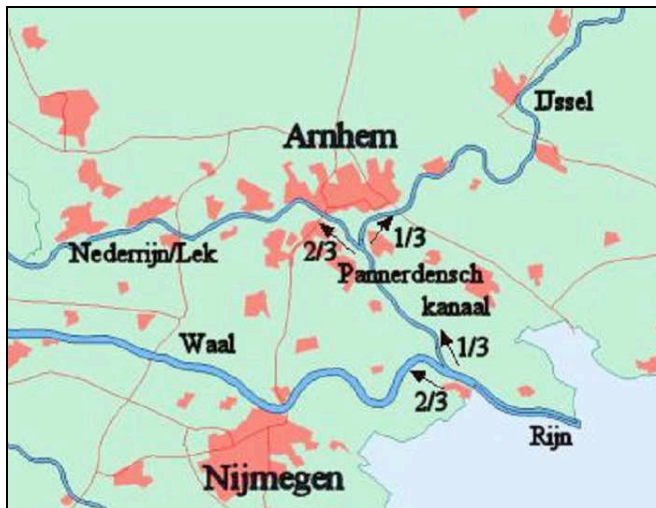 IJssel
Arnhem
1/3
2/3
Nederrijn/Lek
Pannerdensch
kanaal
Waal
1/3
2/3
Rijn
Nijmegen